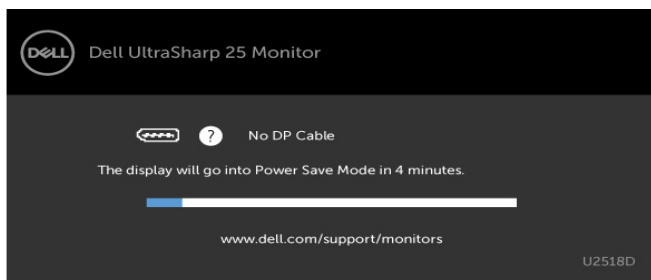 DELL Dell UltraSharp 25 Monitor
? No DP Cable
The display will go into Power Save Mode in 4 minutes.
www.dell.com/support/monitors
U2518D